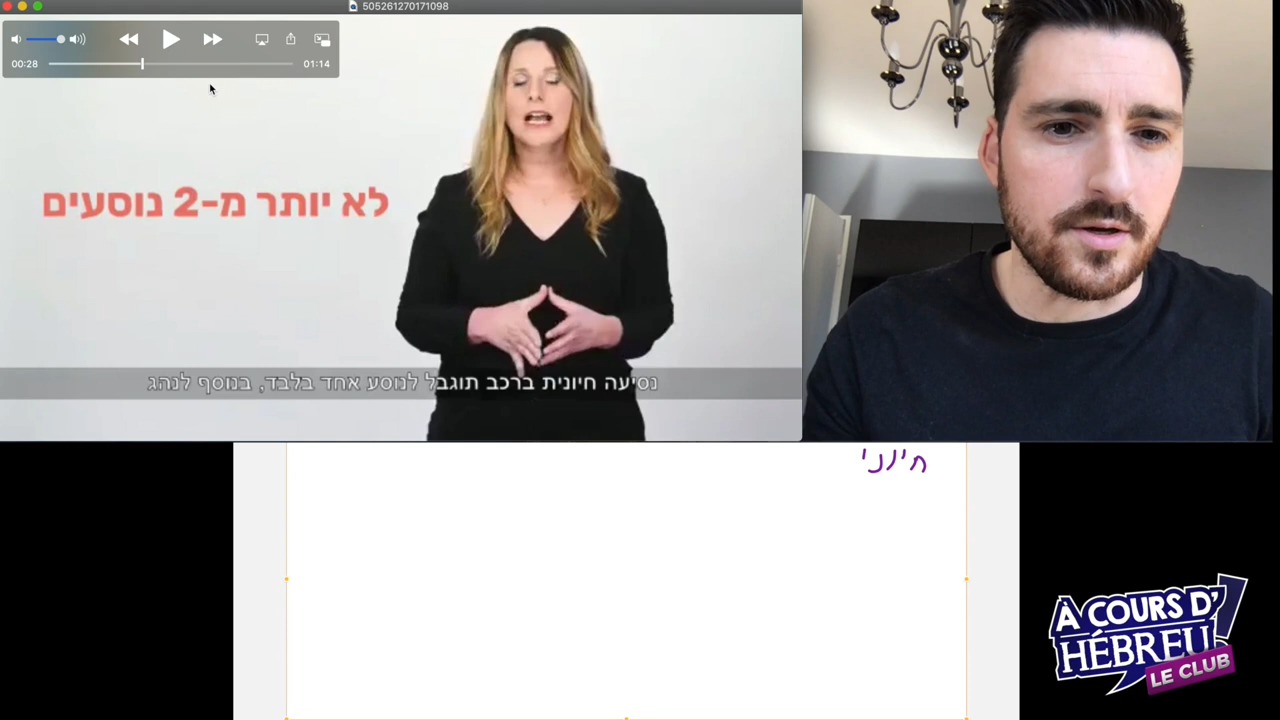 505261270171098
00:28
01:14
לא יותר מ-2 נוסעים
נסיעה חיונית ברכב תוגבל לנוסע אחד בלבד, בנוסף לנהג
חיוני
À COURS D'
HÉBREU
LE CLUB